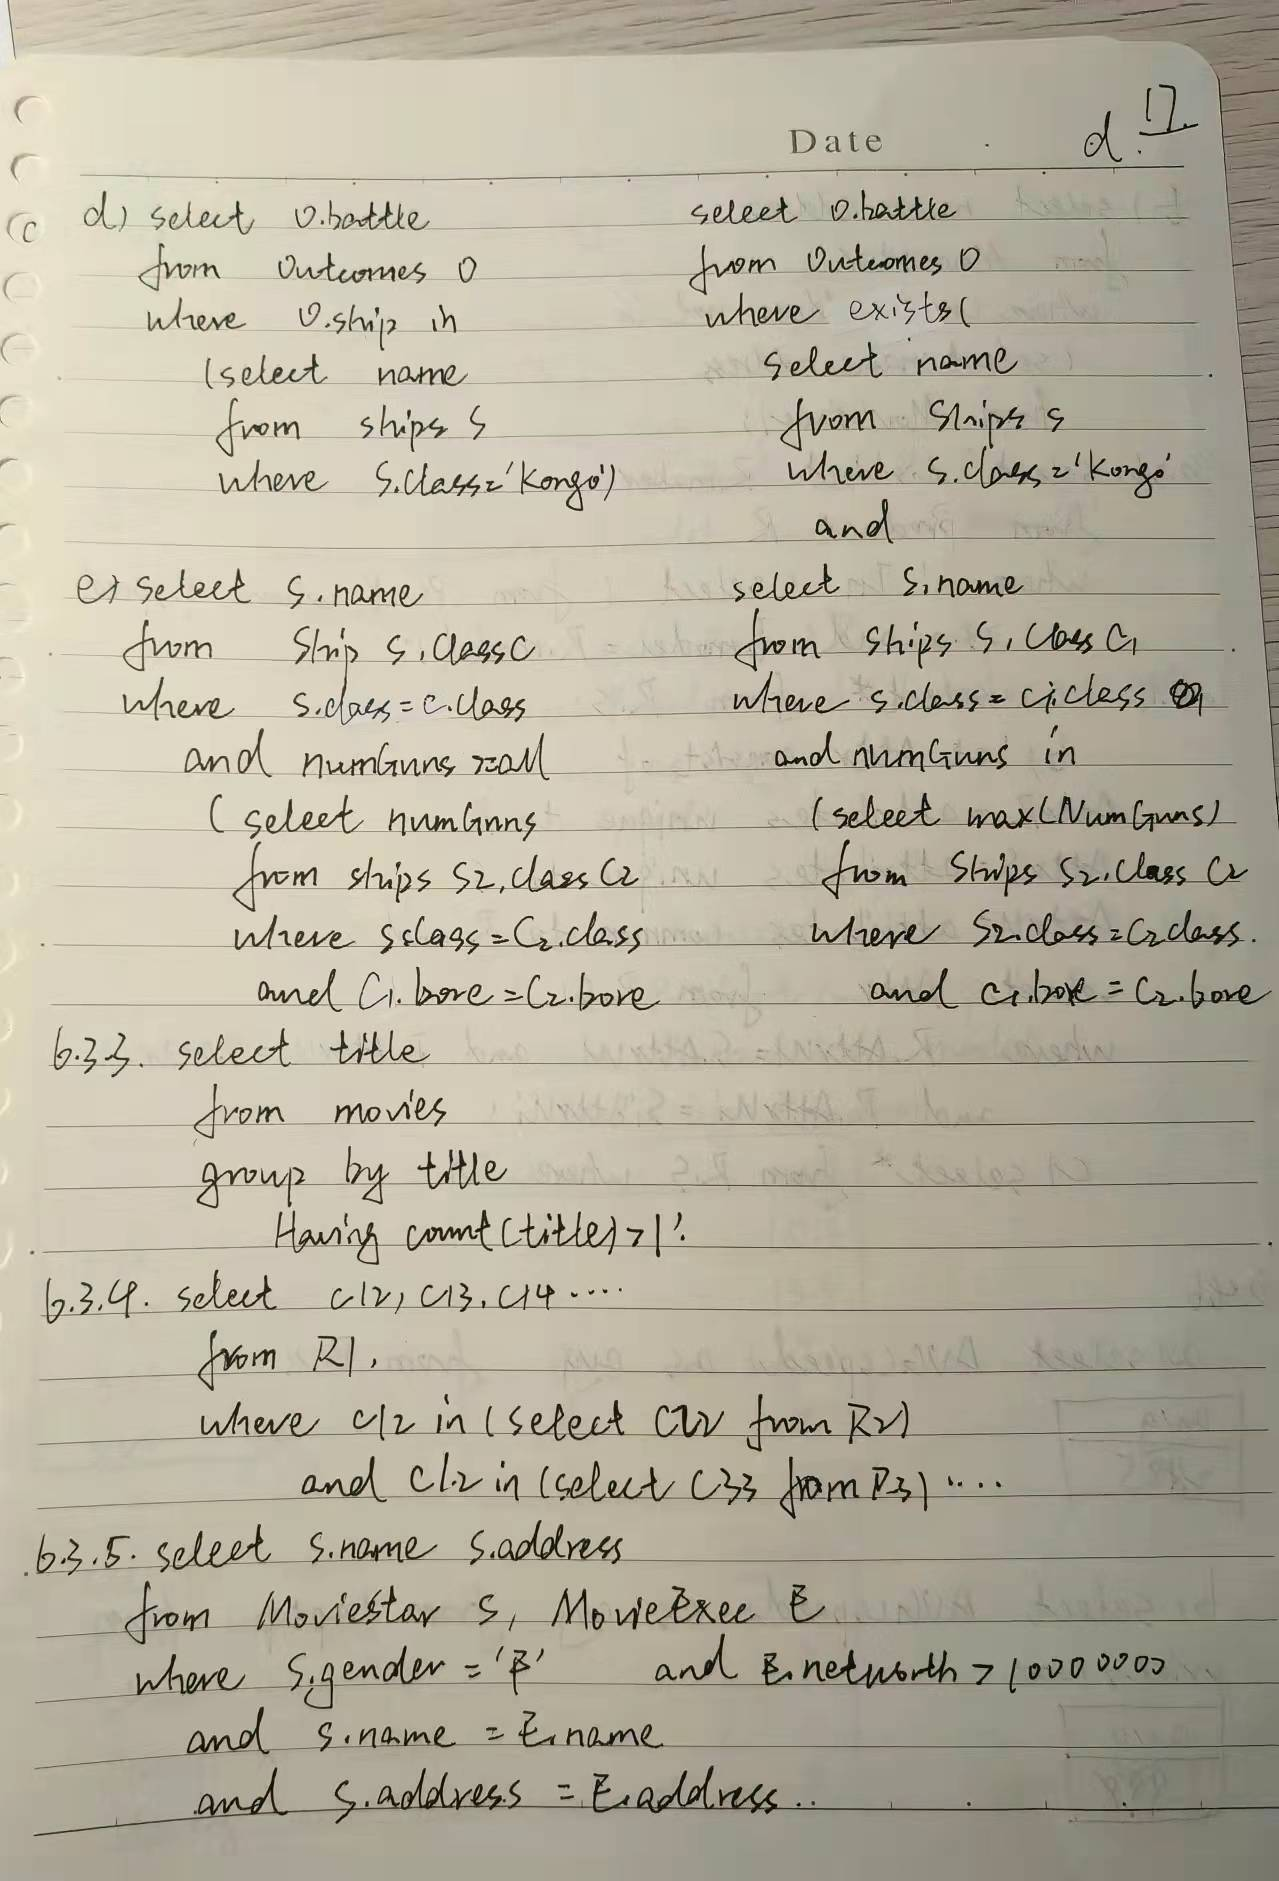 Date d. 17.
d) select O.battle
from Outcomes O
where O.ship in
(select name
from ships S
where S.Class='Kongo')
select O.battle
from Outcomes O
where exists(
select name
from Ships s
where s.class='Kongo'
and
e) select S.name
from Ship S, Class C
where S.class=C.class
and numGuns >=all
(select numGuns
from ships S2, class C2
where S.class=C2.class
and C1.bore=C2.bore
select S.name
from ships S, Class C1
where s.class=C1.class
and numGuns in
(select max(NumGuns)
from Ships S2, Class C2
where S2.class=C2class.
and C1.bore=C2.bore
6.3.3. select title
from movies
group by title
Having count(title)>1;
6.3.4. select c12, c13, c14 ....
from R1,
where c12 in (select C22 from R2)
and C1.2 in (select C33 from R3) ....
6.3.5. select s.name s.address
from Moviestar S, MovieExec E
where S.gender='F' and E.networth>10000000
and s.name = E.name
and S.address = E.address..